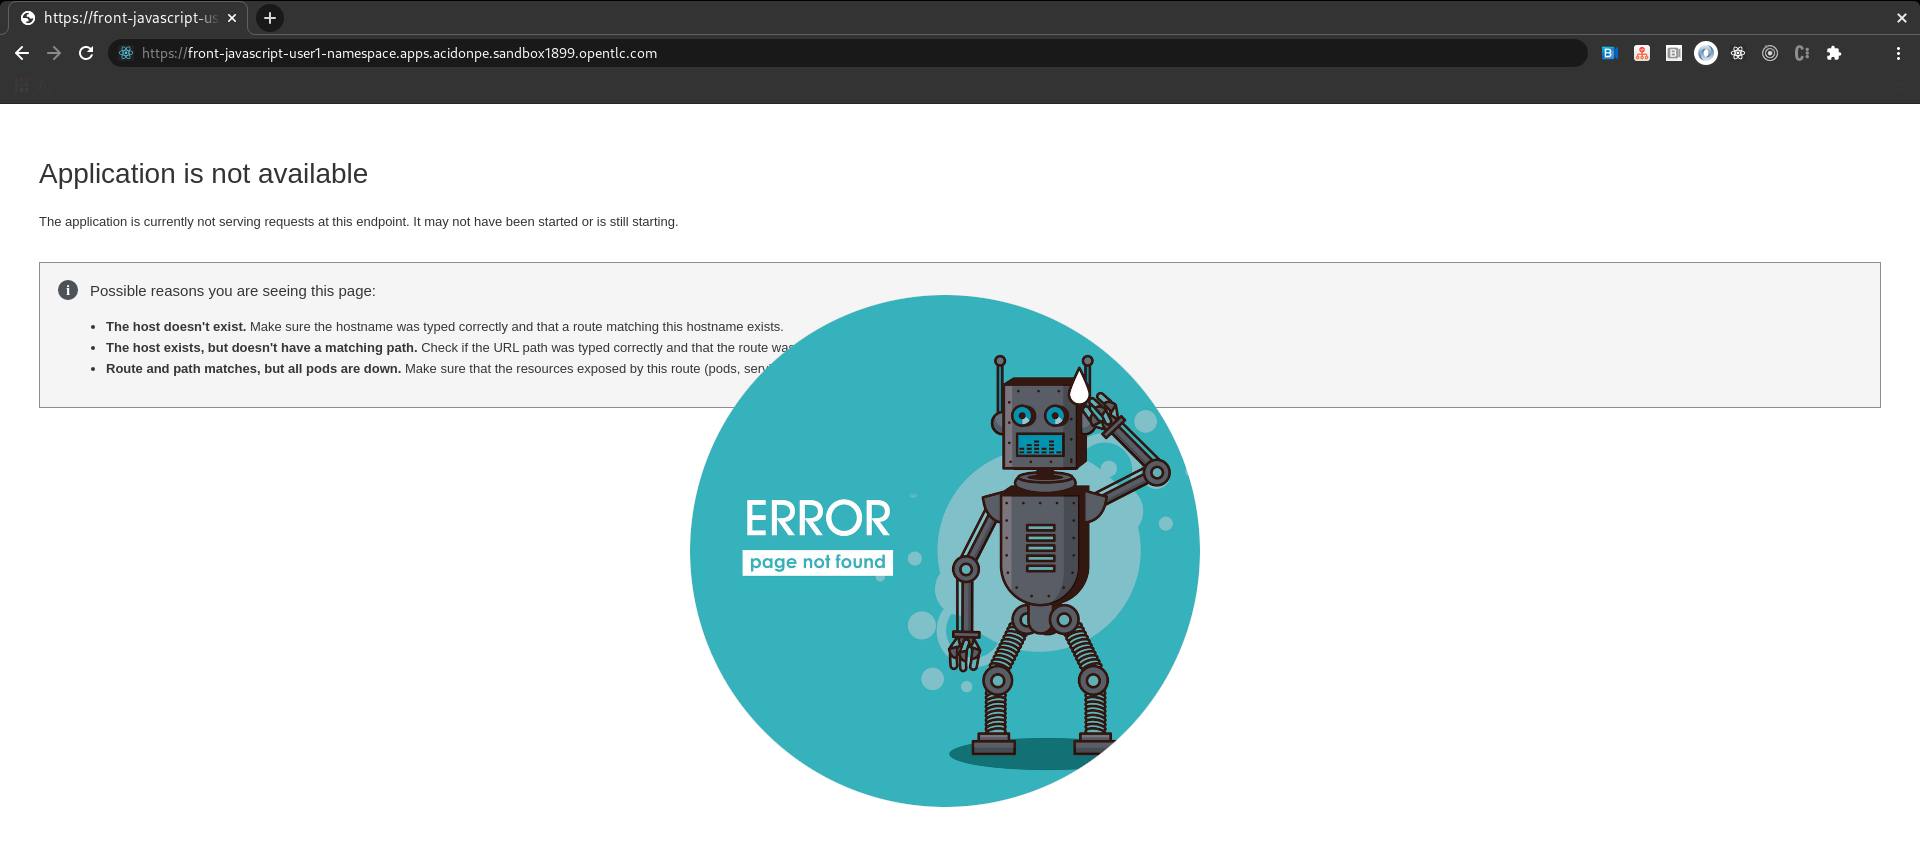 https://front-javascript-us
https://front-javascript-user1-namespace.apps.acidonpe.sandbox1899.opentlc.com
Application is not available
The application is currently not serving requests at this endpoint. It may not have been started or is still starting.
Possible reasons you are seeing this page:
The host doesn't exist. Make sure the hostname was typed correctly and that a route matching this hostname exists.
The host exists, but doesn't have a matching path. Check if the URL path was typed correctly and that the route was
Route and path matches, but all pods are down. Make sure that the resources exposed by this route (pods, servi
ERROR
page not found